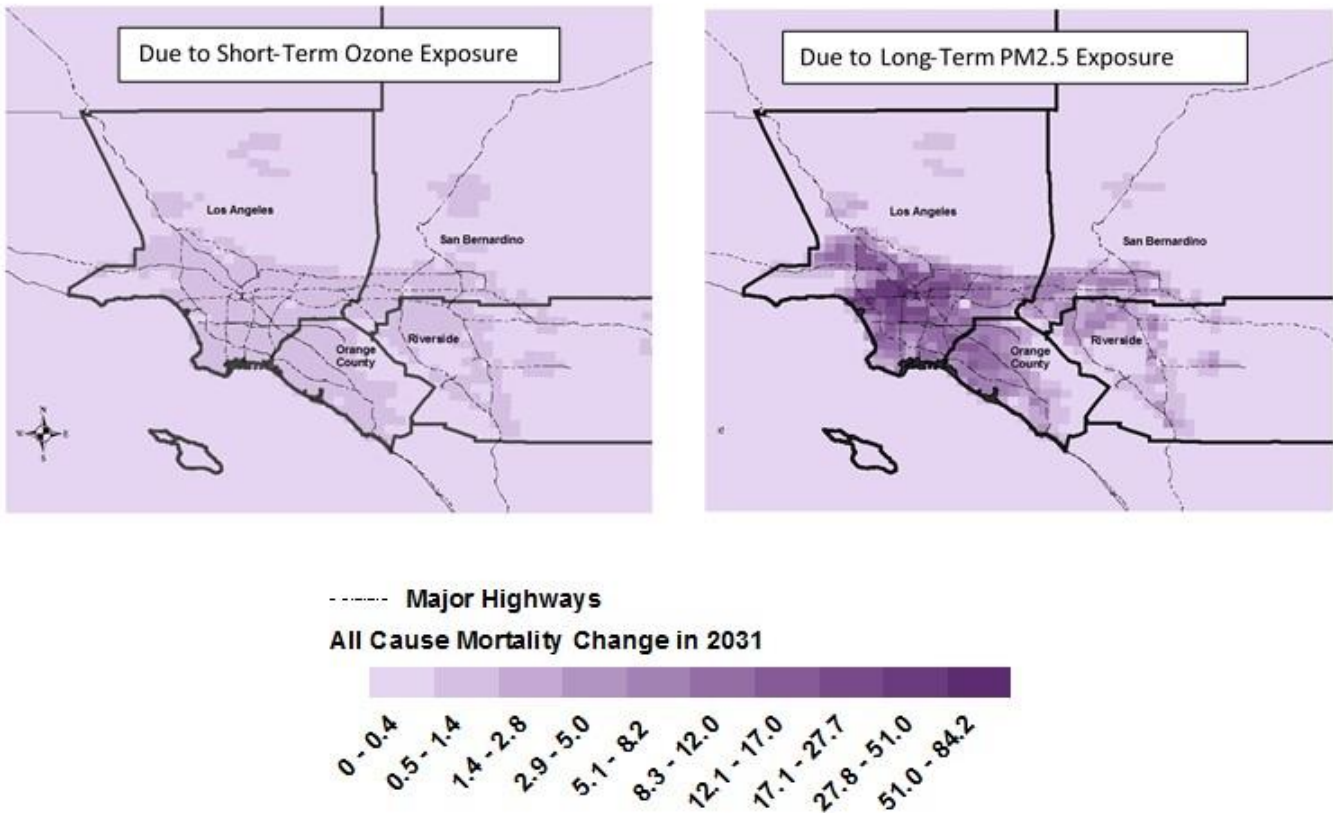 Due to Short-Term Ozone Exposure
Los Angeles
San Bernardino
Orange
County
Riverside
N
W
E
S
Due to Long-Term PM2.5 Exposure
Los Angeles
San Bernardino
Orange
County
Riverside
Major Highways
All Cause Mortality Change in 2031
0 - 0.4
0.5 - 1.4
1.4 - 2.8
2.9 - 5.0
5.1 - 8.2
8.3 - 12.0
12.1 - 17.0
17.1 - 27.7
27.8 - 51.0
51.0 - 84.2